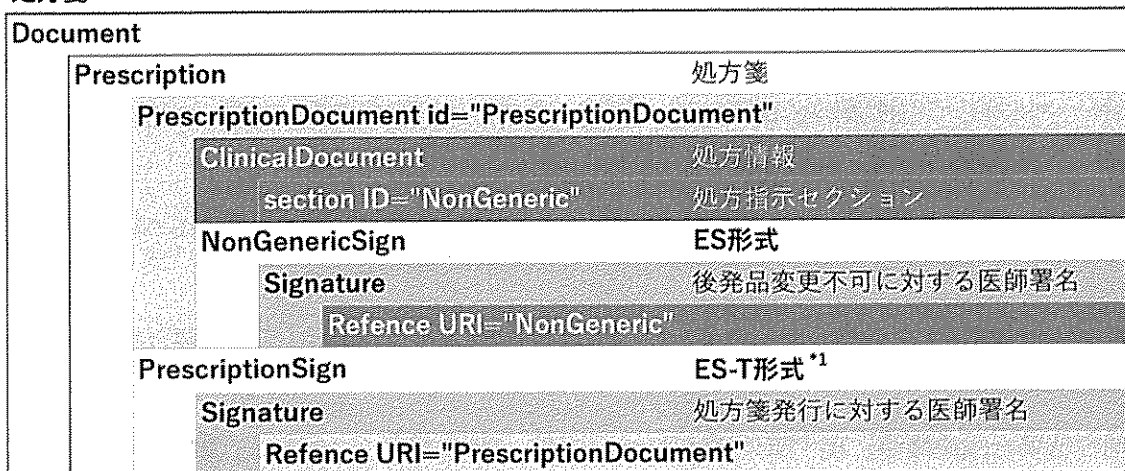 Document
Prescription 処方箋
PrescriptionDocument id="PrescriptionDocument"
ClinicalDocument 処方情報
section ID="NonGeneric" 処方指示セクション
NonGenericSign ES形式
Signature 後発品変更不可に対する医師署名
Refence URI="NonGeneric"
PrescriptionSign ES-T形式 *1
Signature 処方箋発行に対する医師署名
Refence URI="PrescriptionDocument"